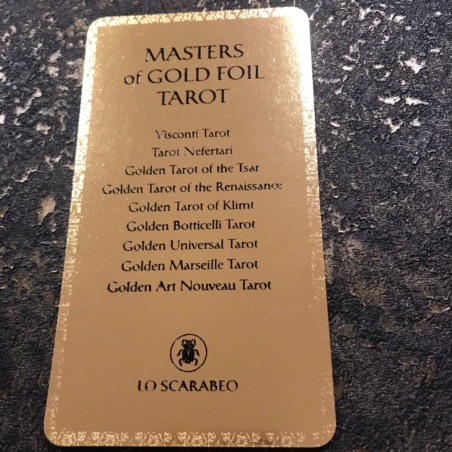 MASTERS
of GOLD FOIL
TAROT
Visconti Tarot
Tarot Nefertari
Golden Tarot of the Tsar
Golden Tarot of the Renaissance
Golden Tarot of Klimt
Golden Botticelli Tarot
Golden Universal Tarot
Golden Marseille Tarot
Golden Art Nouveau Tarot
LO SCARABEO